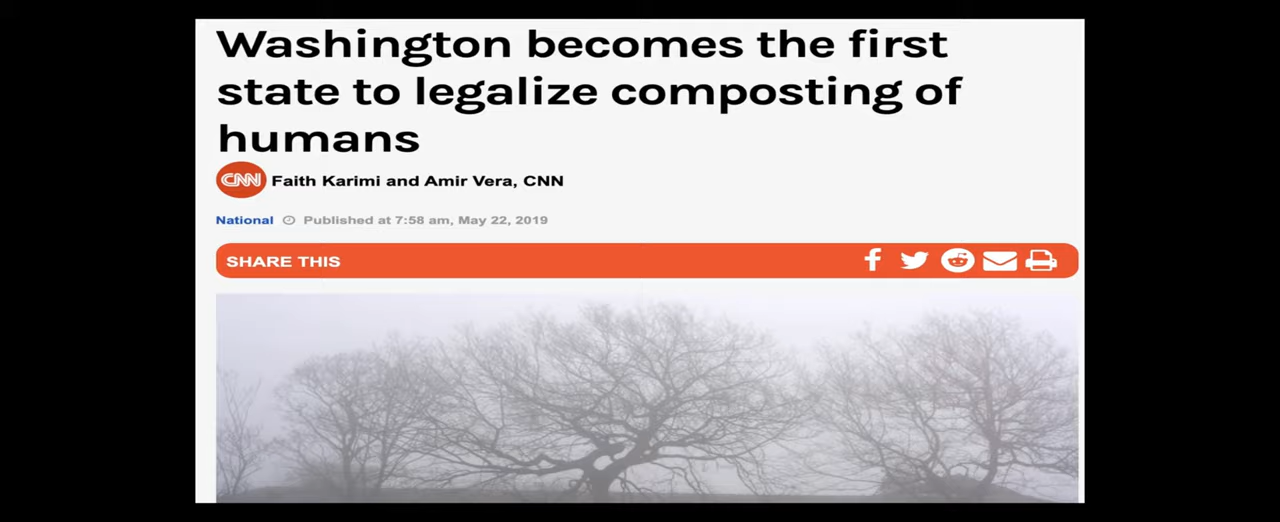 Washington becomes the first
state to legalize composting of
humans
CNN Faith Karimi and Amir Vera, CNN
National Published at 7:58 am, May 22, 2019
SHARE THIS